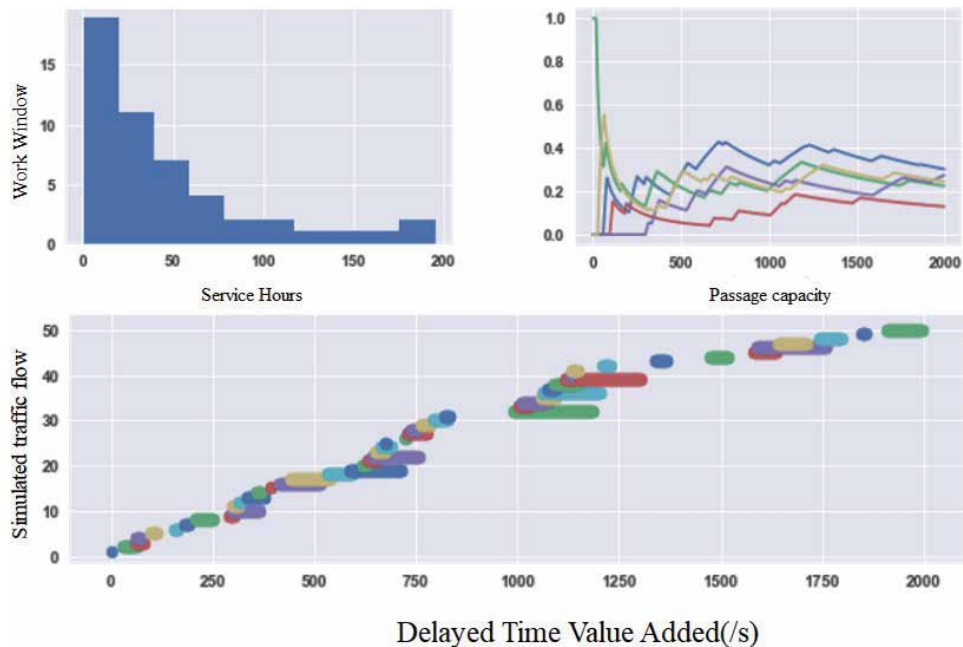 15
10
5
0
Work Window
0 50 100 150 200
Service Hours
1.0
0.8
0.6
0.4
0.2
0.0
0 500 1000 1500 2000
Passage capacity
50
40
30
20
10
0
Simulated traffic flow
0 250 500 750 1000 1250 1500 1750 2000
Delayed Time Value Added(/s)